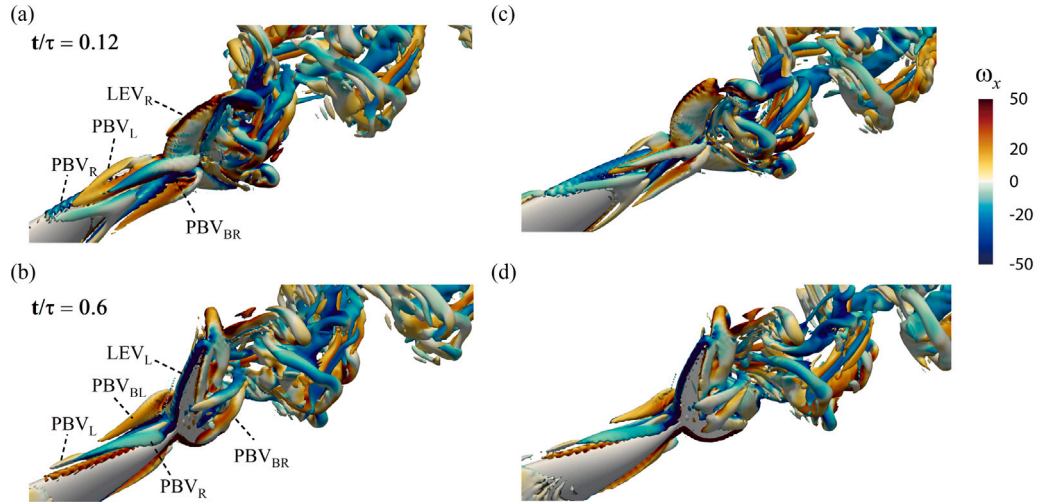 (a)
t/τ = 0.12
LEV_R
PBV_L
PBV_R
PBV_BR
(c)
ω_x
50
20
0
-20
-50
(b)
t/τ = 0.6
LEV_L
PBV_BL
PBV_L
PBV_R
PBV_BR
(d)